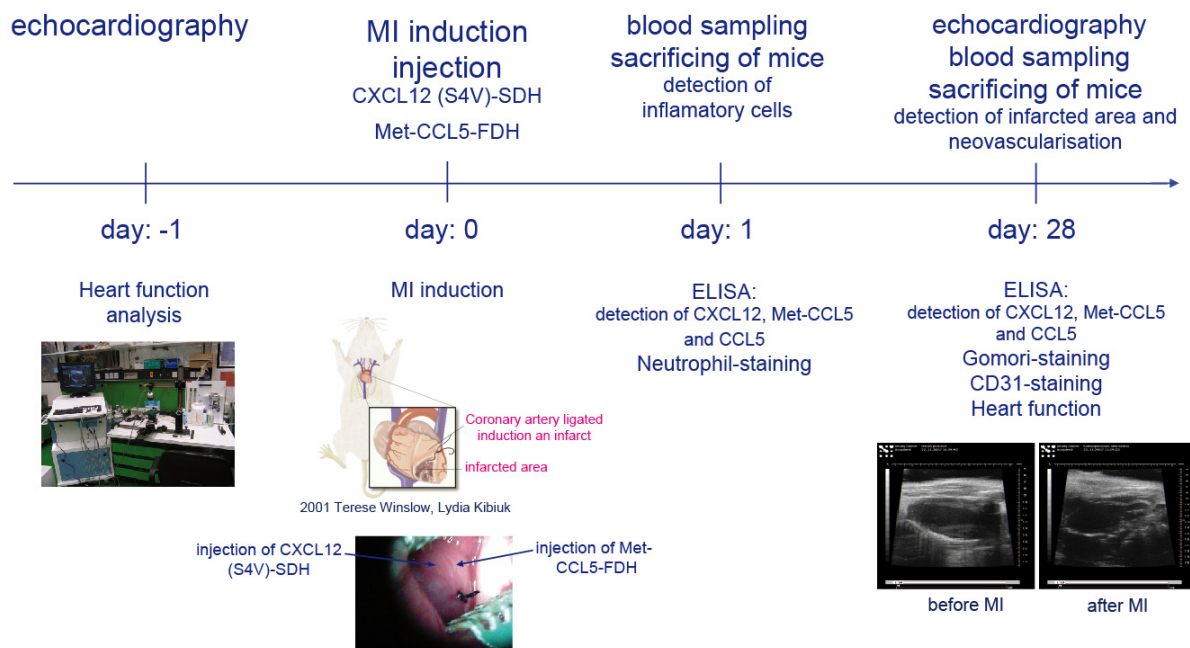 echocardiography
MI induction
injection
CXCL12 (S4V)-SDH
Met-CCL5-FDH
blood sampling
sacrificing of mice
detection of
inflamatory cells
echocardiography
blood sampling
sacrificing of mice
detection of infarcted area and
neovascularisation
day: -1
day: 0
day: 1
day: 28
Heart function
analysis
MI induction
Coronary artery ligated
induction an infarct
infarcted area
2001 Terese Winslow, Lydia Kibiuk
injection of CXCL12
(S4V)-SDH
injection of Met-
CCL5-FDH
ELISA:
detection of CXCL12, Met-CCL5
and CCL5
Neutrophil-staining
ELISA:
detection of CXCL12, Met-CCL5
and CCL5
Gomori-staining
CD31-staining
Heart function
before MI
after MI